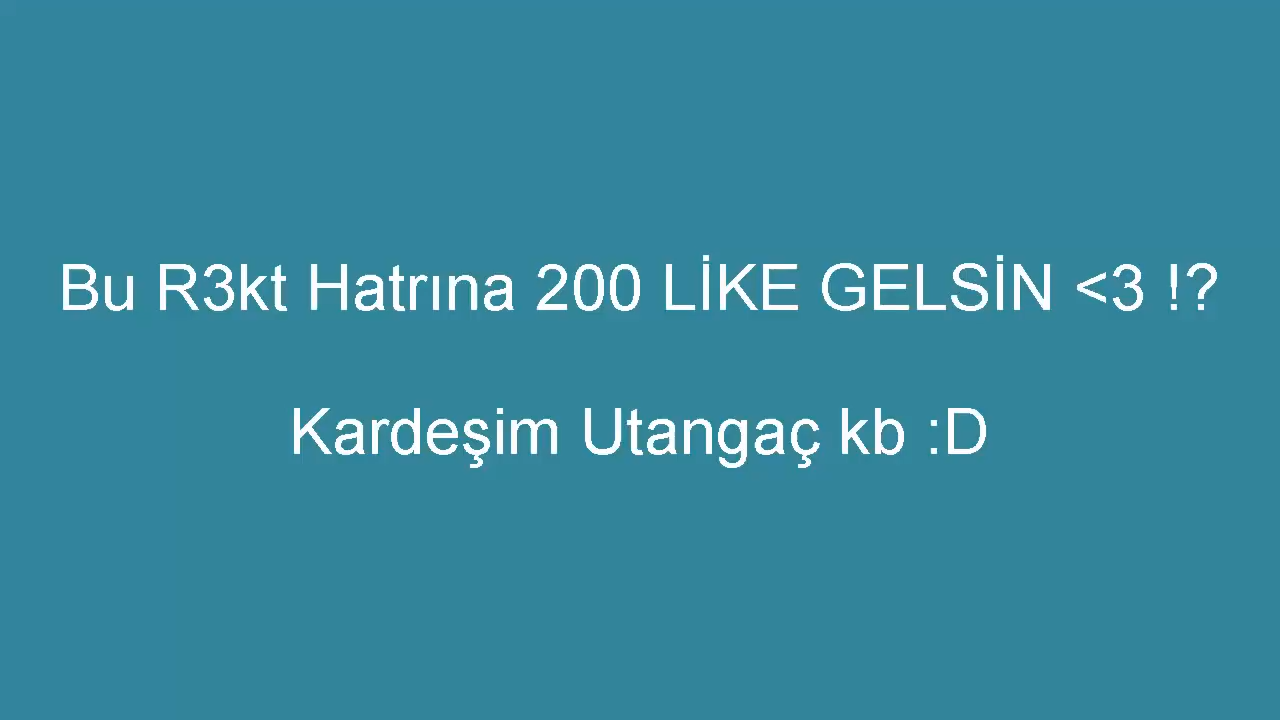 Bu R3kt Hatrına 200 LİKE GELSİN <3 !?
Kardeşim Utangaç kb :D